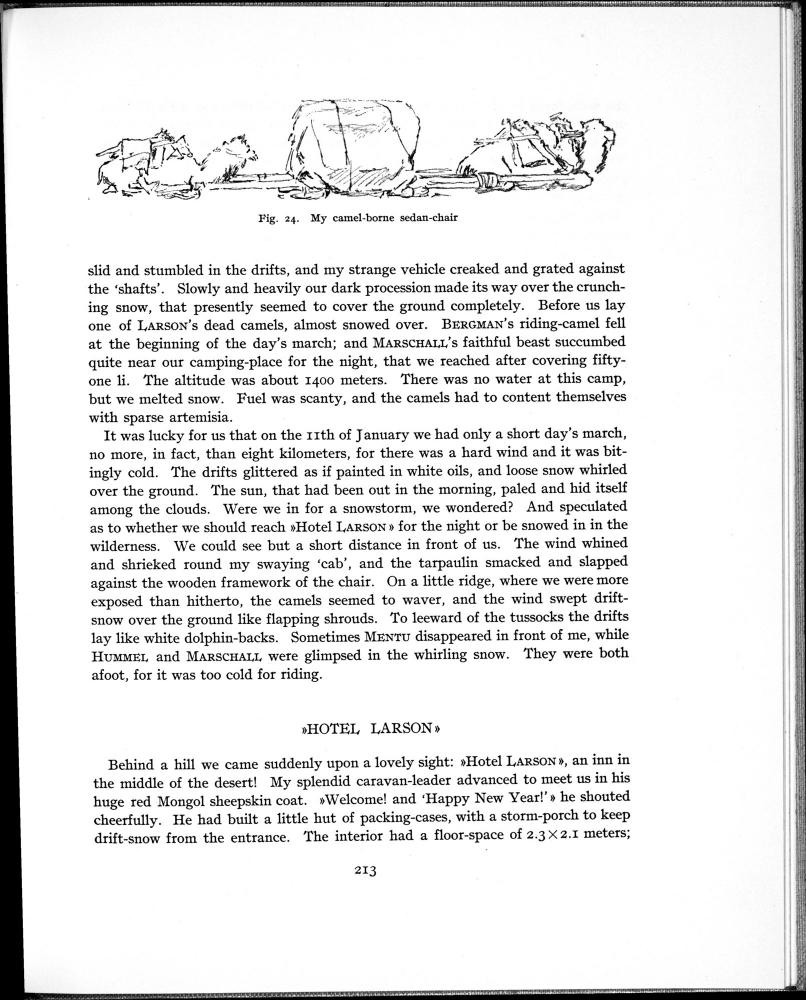 Fig. 24. My camel-borne sedan-chair
slid and stumbled in the drifts, and my strange vehicle creaked and grated against
the ‘shafts’. Slowly and heavily our dark procession made its way over the crunch-
ing snow, that presently seemed to cover the ground completely. Before us lay
one of LARSON’s dead camels, almost snowed over. BERGMAN’s riding-camel fell
at the beginning of the day’s march; and MARSCHALL’s faithful beast succumbed
quite near our camping-place for the night, that we reached after covering fifty-
one li. The altitude was about 1400 meters. There was no water at this camp,
but we melted snow. Fuel was scanty, and the camels had to content themselves
with sparse artemisia.
It was lucky for us that on the 11th of January we had only a short day’s march,
no more, in fact, than eight kilometers, for there was a hard wind and it was bit-
ingly cold. The drifts glittered as if painted in white oils, and loose snow whirled
over the ground. The sun, that had been out in the morning, paled and hid itself
among the clouds. Were we in for a snowstorm, we wondered? And speculated
as to whether we should reach »Hotel LARSON» for the night or be snowed in in the
wilderness. We could see but a short distance in front of us. The wind whined
and shrieked round my swaying ‘cab’, and the tarpaulin smacked and slapped
against the wooden framework of the chair. On a little ridge, where we were more
exposed than hitherto, the camels seemed to waver, and the wind swept drift-
snow over the ground like flapping shrouds. To leeward of the tussocks the drifts
lay like white dolphin-backs. Sometimes MENTU disappeared in front of me, while
HUMMEL and MARSCHALL were glimpsed in the whirling snow. They were both
afoot, for it was too cold for riding.
»HOTEL LARSON»
Behind a hill we came suddenly upon a lovely sight: »Hotel LARSON», an inn in
the middle of the desert! My splendid caravan-leader advanced to meet us in his
huge red Mongol sheepskin coat. »Welcome! and ‘Happy New Year!’» he shouted
cheerfully. He had built a little hut of packing-cases, with a storm-porch to keep
drift-snow from the entrance. The interior had a floor-space of 2.3×2.1 meters;
213